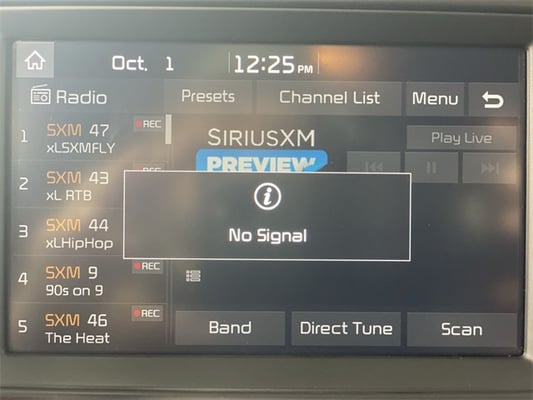 Oct. 1 12:25 PM
Radio Presets Channel List Menu
1 SXM 47 REC
xLSXMFLY
SIRIUSXM
PREVIEW
Play Live
2 SXM 43 REC
xL RTB
3 SXM 44
xLHipHop
No Signal
4 SXM 9 REC
90s on 9
5 SXM 46 REC
The Heat
Band Direct Tune Scan